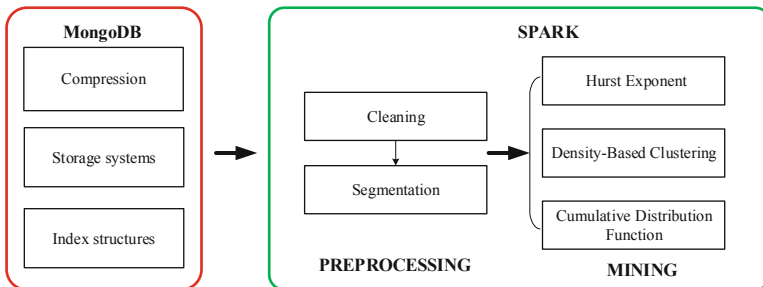 MongoDB
Compression
Storage systems
Index structures
SPARK
Cleaning
Segmentation
PREPROCESSING
Hurst Exponent
Density-Based Clustering
Cumulative Distribution
Function
MINING